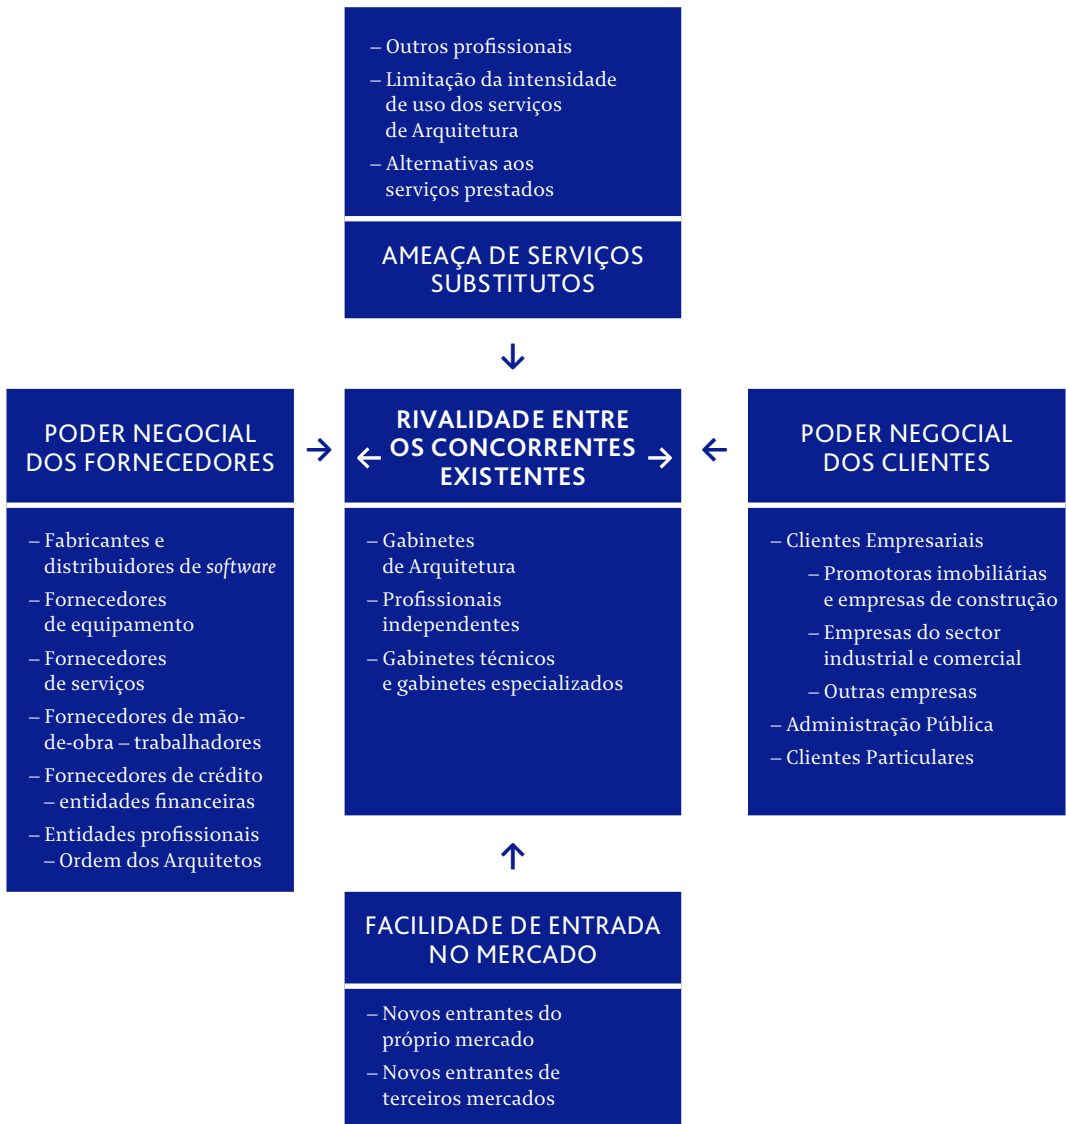 – Outros profissionais
– Limitação da intensidade
de uso dos serviços
de Arquitetura
– Alternativas aos
serviços prestados
AMEAÇA DE SERVIÇOS
SUBSTITUTOS
↓
PODER NEGOCIAL
DOS FORNECEDORES
– Fabricantes e
distribuidores de software
– Fornecedores
de equipamento
– Fornecedores
de serviços
– Fornecedores de mão-
de-obra – trabalhadores
– Fornecedores de crédito
– entidades financeiras
– Entidades profissionais
– Ordem dos Arquitetos
→
RIVALIDADE ENTRE
← OS CONCORRENTES →
EXISTENTES
– Gabinetes
de Arquitetura
– Profissionais
independentes
– Gabinetes técnicos
e gabinetes especializados
←
PODER NEGOCIAL
DOS CLIENTES
– Clientes Empresariais
– Promotoras imobiliárias
e empresas de construção
– Empresas do sector
industrial e comercial
– Outras empresas
– Administração Pública
– Clientes Particulares
↑
FACILIDADE DE ENTRADA
NO MERCADO
– Novos entrantes do
próprio mercado
– Novos entrantes de
terceiros mercados